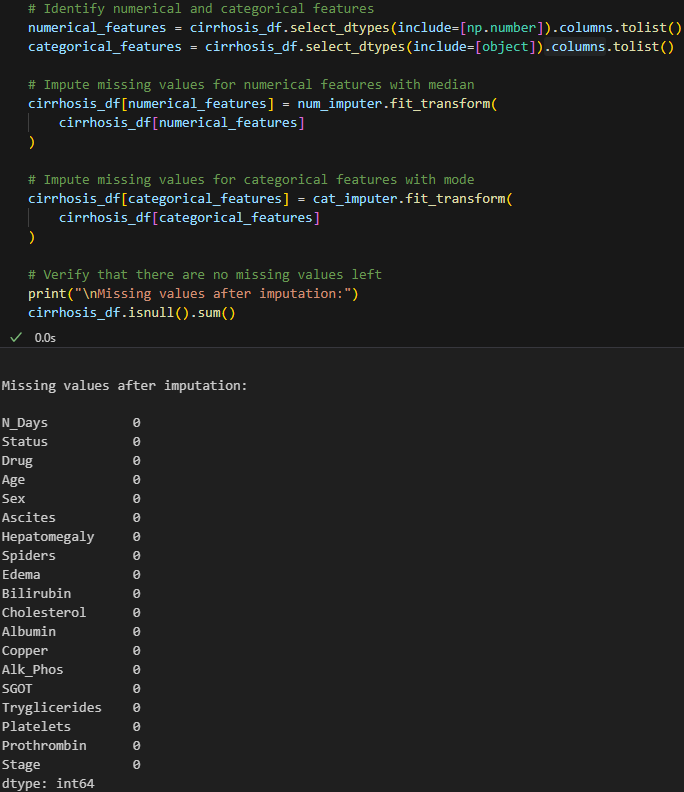 # Identify numerical and categorical features
numerical_features = cirrhosis_df.select_dtypes(include=[np.number]).columns.tolist()
categorical_features = cirrhosis_df.select_dtypes(include=[object]).columns.tolist()
# Impute missing values for numerical features with median
cirrhosis_df[numerical_features] = num_imputer.fit_transform(
    cirrhosis_df[numerical_features]
)
# Impute missing values for categorical features with mode
cirrhosis_df[categorical_features] = cat_imputer.fit_transform(
    cirrhosis_df[categorical_features]
)
# Verify that there are no missing values left
print("\nMissing values after imputation:")
cirrhosis_df.isnull().sum()
✓ 0.0s
Missing values after imputation:
N_Days 0
Status 0
Drug 0
Age 0
Sex 0
Ascites 0
Hepatomegaly 0
Spiders 0
Edema 0
Bilirubin 0
Cholesterol 0
Albumin 0
Copper 0
Alk_Phos 0
SGOT 0
Tryglicerides 0
Platelets 0
Prothrombin 0
Stage 0
dtype: int64